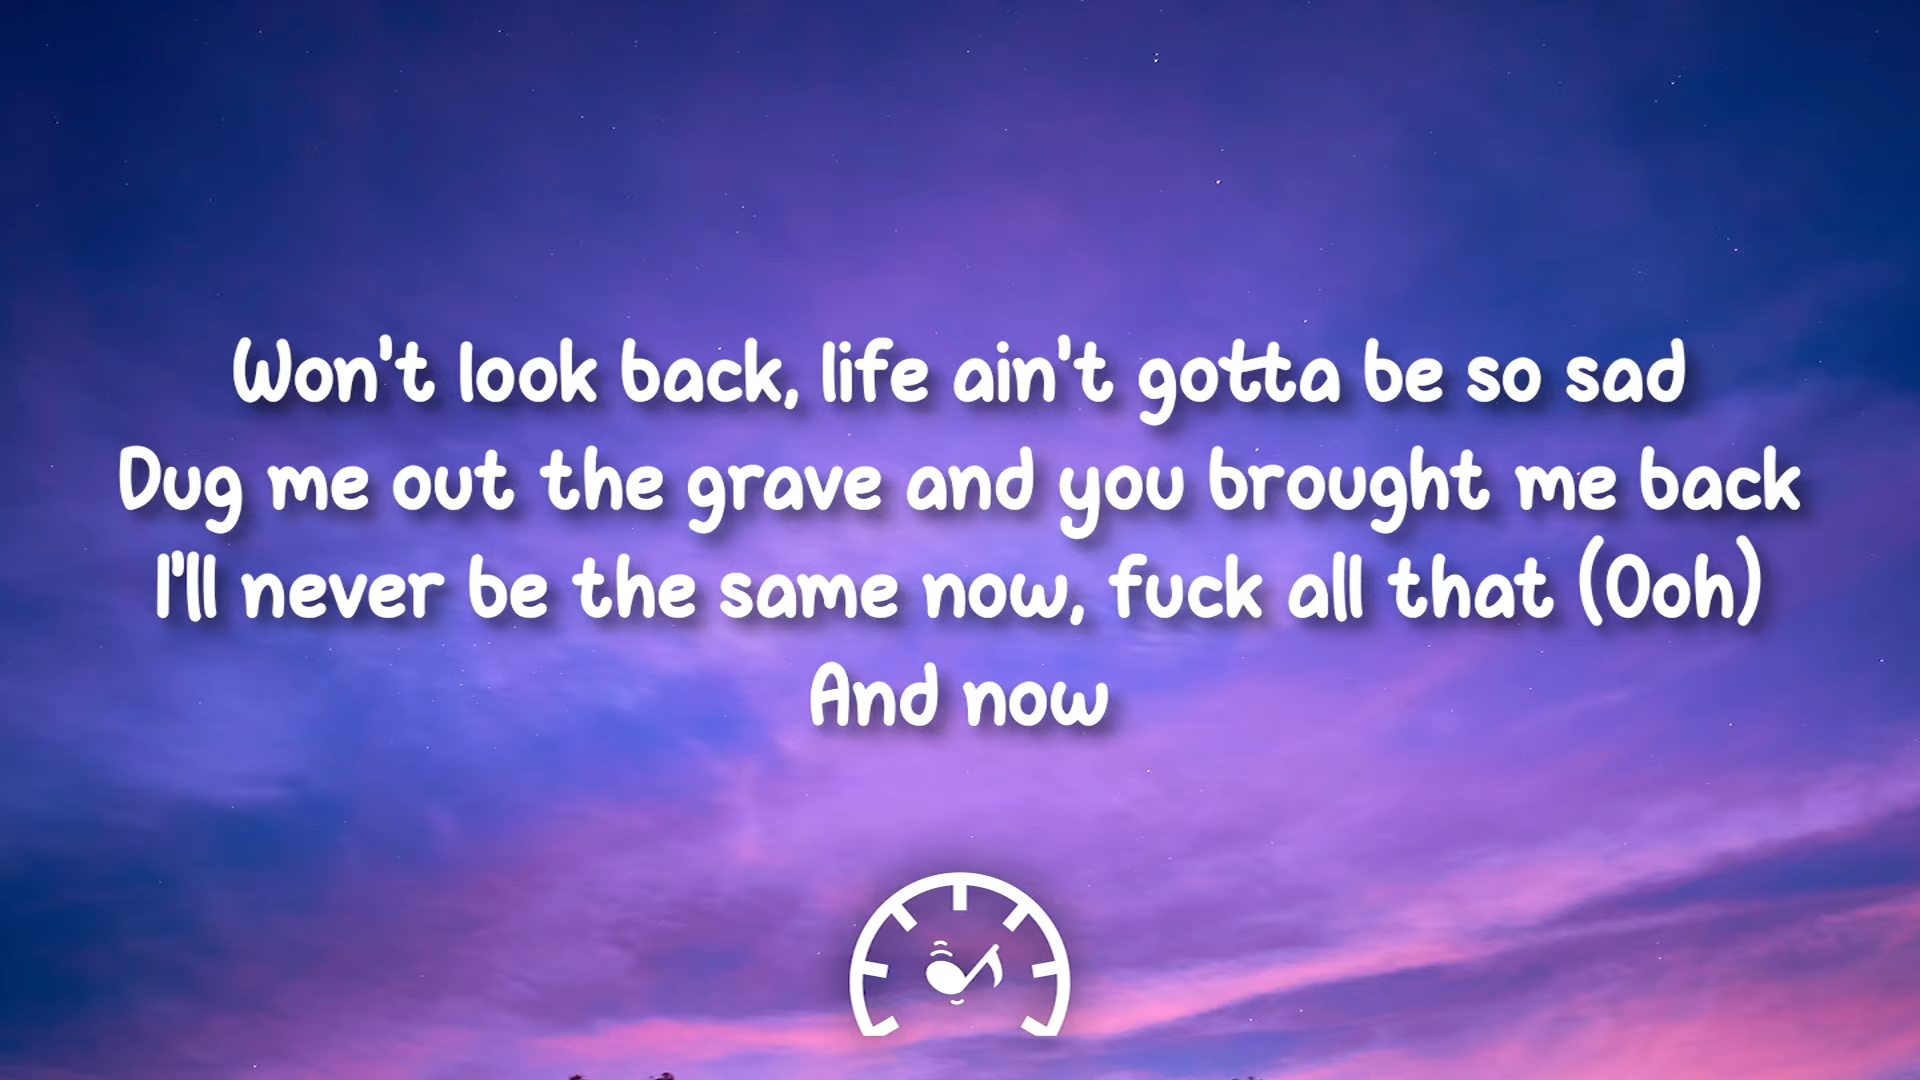 Won't look back, life ain't gotta be so sad
Dug me out the grave and you brought me back
I'll never be the same now, fuck all that (Ooh)
And now